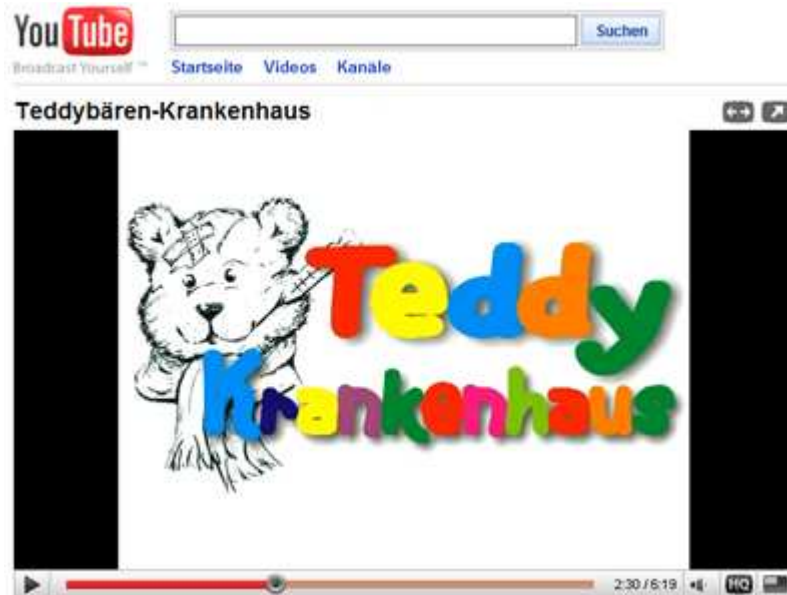 You Tube
Suchen
Broadcast Yourself ™
Startseite Videos Kanäle
Teddybären-Krankenhaus
Teddy
Krankenhaus
2:30 / 6:19
HQ